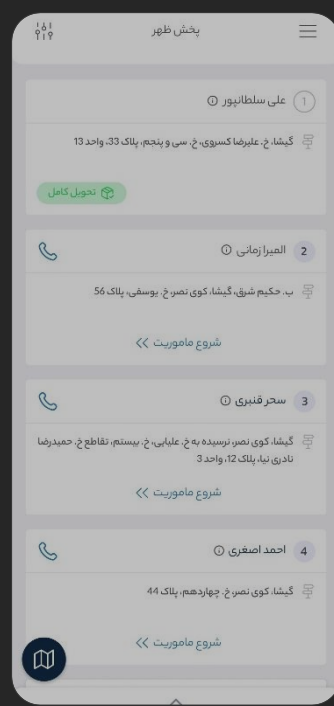 پخش ظهر
1 علی سلطانپور
گیشا، خ. علیرضا کسروی، خ. سی و پنجم، پلاک 33، واحد 13
تحویل کامل
2 المیرا زمانی
ب. حکیم شرق، گیشا، کوی نصر، خ. یوسفی، پلاک 56
شروع ماموریت >>
3 سحر قنبری
گیشا، کوی نصر، نرسیده به خ. علیایی، خ. بیستم، تقاطع خ. حمیدرضا
نادری نیا، پلاک 12، واحد 3
شروع ماموریت >>
4 احمد اصغری
گیشا، کوی نصر، خ. چهاردهم، پلاک 44
شروع ماموریت >>